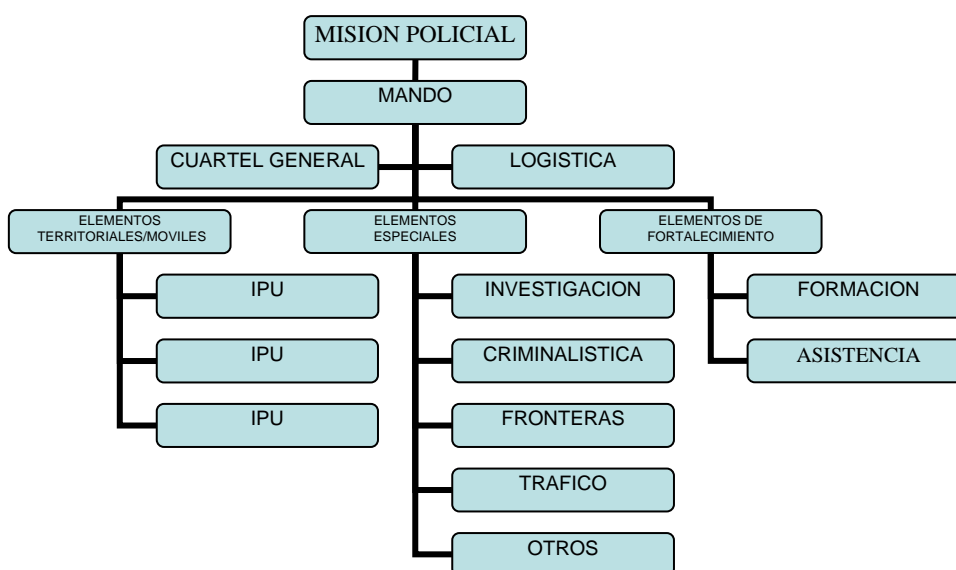 MISION POLICIAL
MANDO
CUARTEL GENERAL
LOGISTICA
ELEMENTOS
TERRITORIALES/MOVILES
ELEMENTOS
ESPECIALES
ELEMENTOS DE
FORTALECIMIENTO
IPU
INVESTIGACION
FORMACION
IPU
CRIMINALISTICA
ASISTENCIA
IPU
FRONTERAS
TRAFICO
OTROS